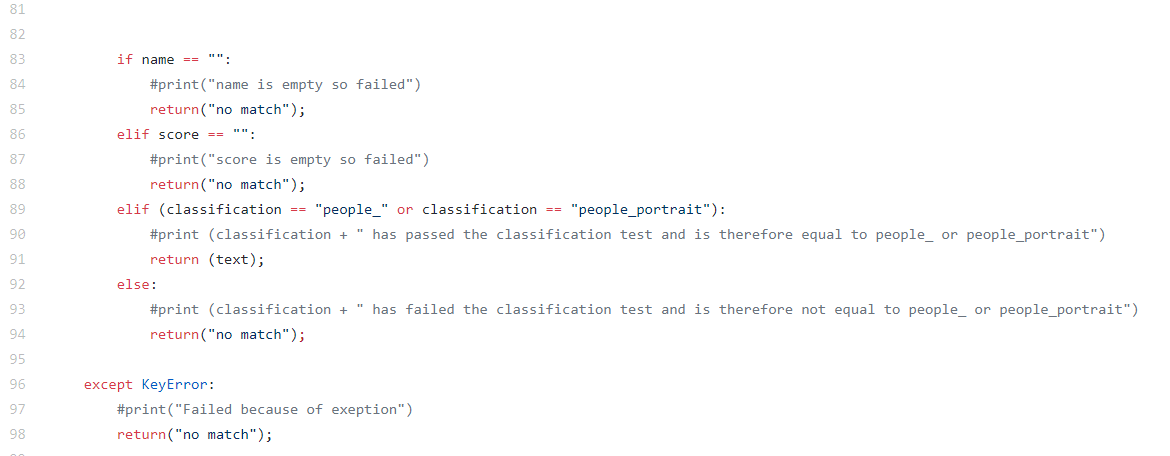 81
82
83 if name == "":
84 #print("name is empty so failed")
85 return("no match");
86 elif score == "":
87 #print("score is empty so failed")
88 return("no match");
89 elif (classification == "people_" or classification == "people_portrait"):
90 #print (classification + " has passed the classification test and is therefore equal to people_ or people_portrait")
91 return (text);
92 else:
93 #print (classification + " has failed the classification test and is therefore not equal to people_ or people_portrait")
94 return("no match");
95
96 except KeyError:
97 #print("Failed because of exeption")
98 return("no match");